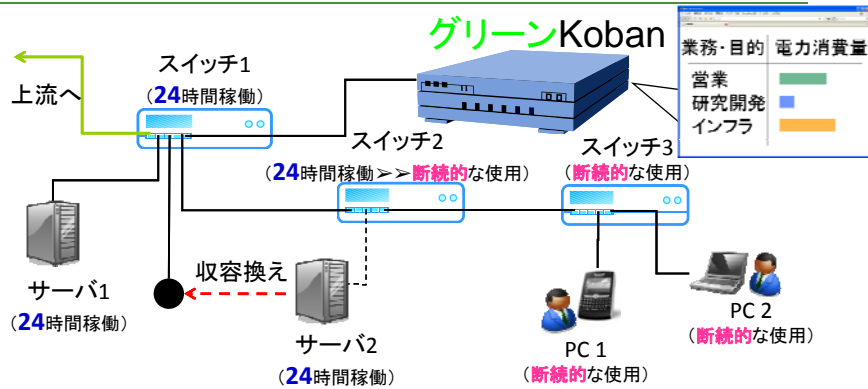 グリーンKoban
業務・目的 電力消費量
営業
研究開発
インフラ
スイッチ1
（24時間稼働）
上流へ
スイッチ2
（24時間稼働➢➢断続的な使用）
スイッチ3
（断続的な使用）
収容換え
サーバ1
（24時間稼働）
サーバ2
（24時間稼働）
PC 1
（断続的な使用）
PC 2
（断続的な使用）